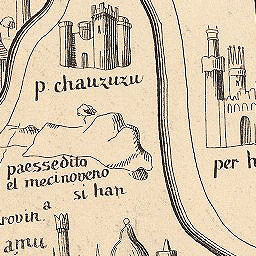 p. chauzuzu
paessedito
el mecinoveno
si han
a
rovin.
amu
per h